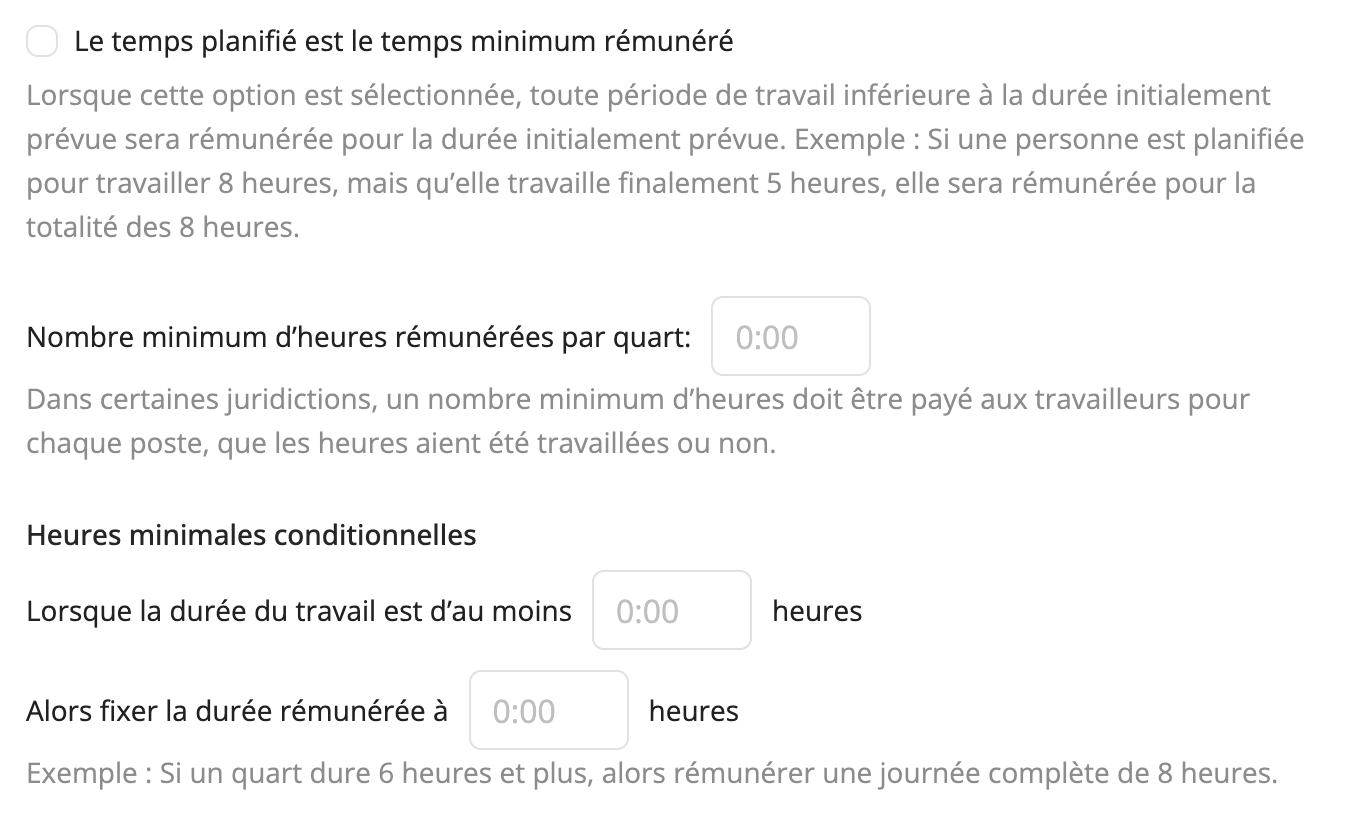 Le temps planifié est le temps minimum rémunéré
Lorsque cette option est sélectionnée, toute période de travail inférieure à la durée initialement
prévue sera rémunérée pour la durée initialement prévue. Exemple : Si une personne est planifiée
pour travailler 8 heures, mais qu’elle travaille finalement 5 heures, elle sera rémunérée pour la
totalité des 8 heures.
Nombre minimum d’heures rémunérées par quart: 0:00
Dans certaines juridictions, un nombre minimum d’heures doit être payé aux travailleurs pour
chaque poste, que les heures aient été travaillées ou non.
Heures minimales conditionnelles
Lorsque la durée du travail est d’au moins 0:00 heures
Alors fixer la durée rémunérée à 0:00 heures
Exemple : Si un quart dure 6 heures et plus, alors rémunérer une journée complète de 8 heures.